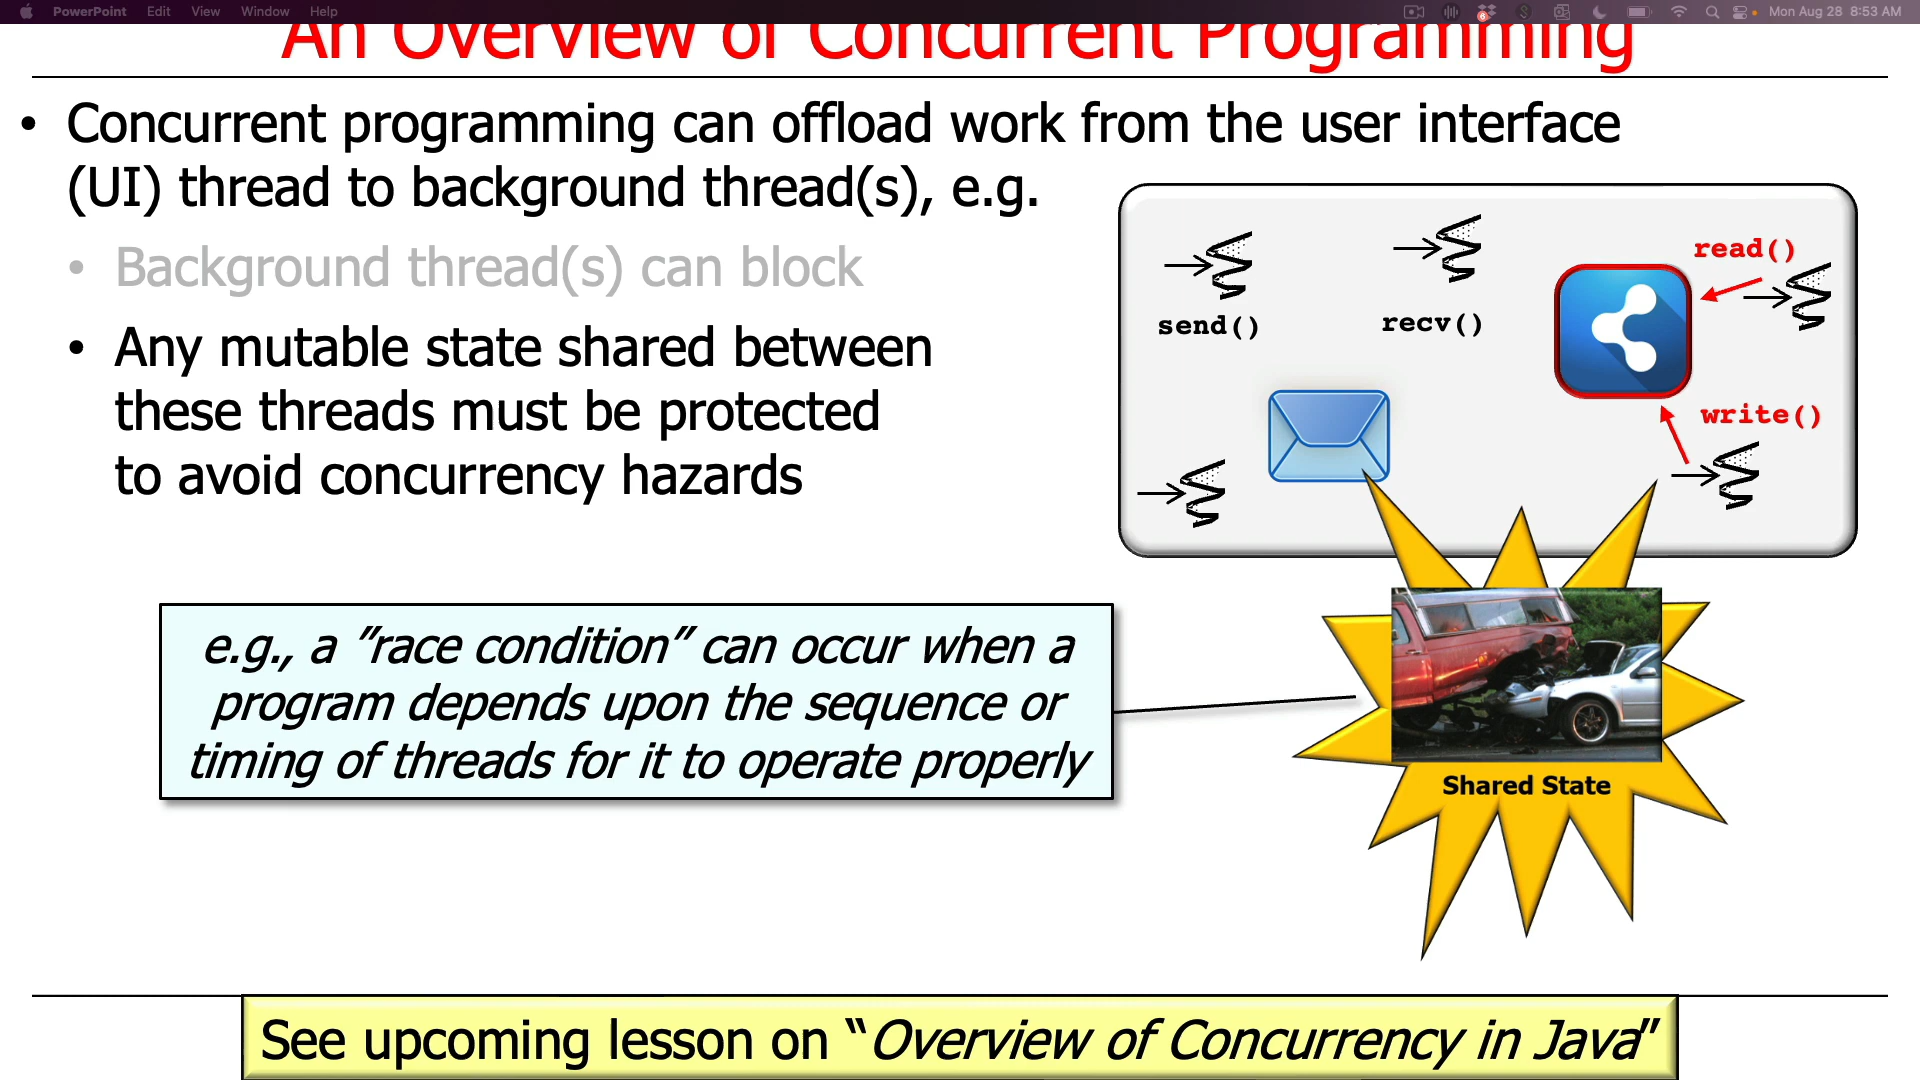 PowerPoint Edit View Window Help
6
Mon Aug 28 8:53 AM
An Overview of Concurrent Programming
• Concurrent programming can offload work from the user interface
(UI) thread to background thread(s), e.g.
• Background thread(s) can block
• Any mutable state shared between
these threads must be protected
to avoid concurrency hazards
send()
recv()
read()
write()
e.g., a ”race condition” can occur when a
program depends upon the sequence or
timing of threads for it to operate properly
Shared State
See upcoming lesson on “Overview of Concurrency in Java”